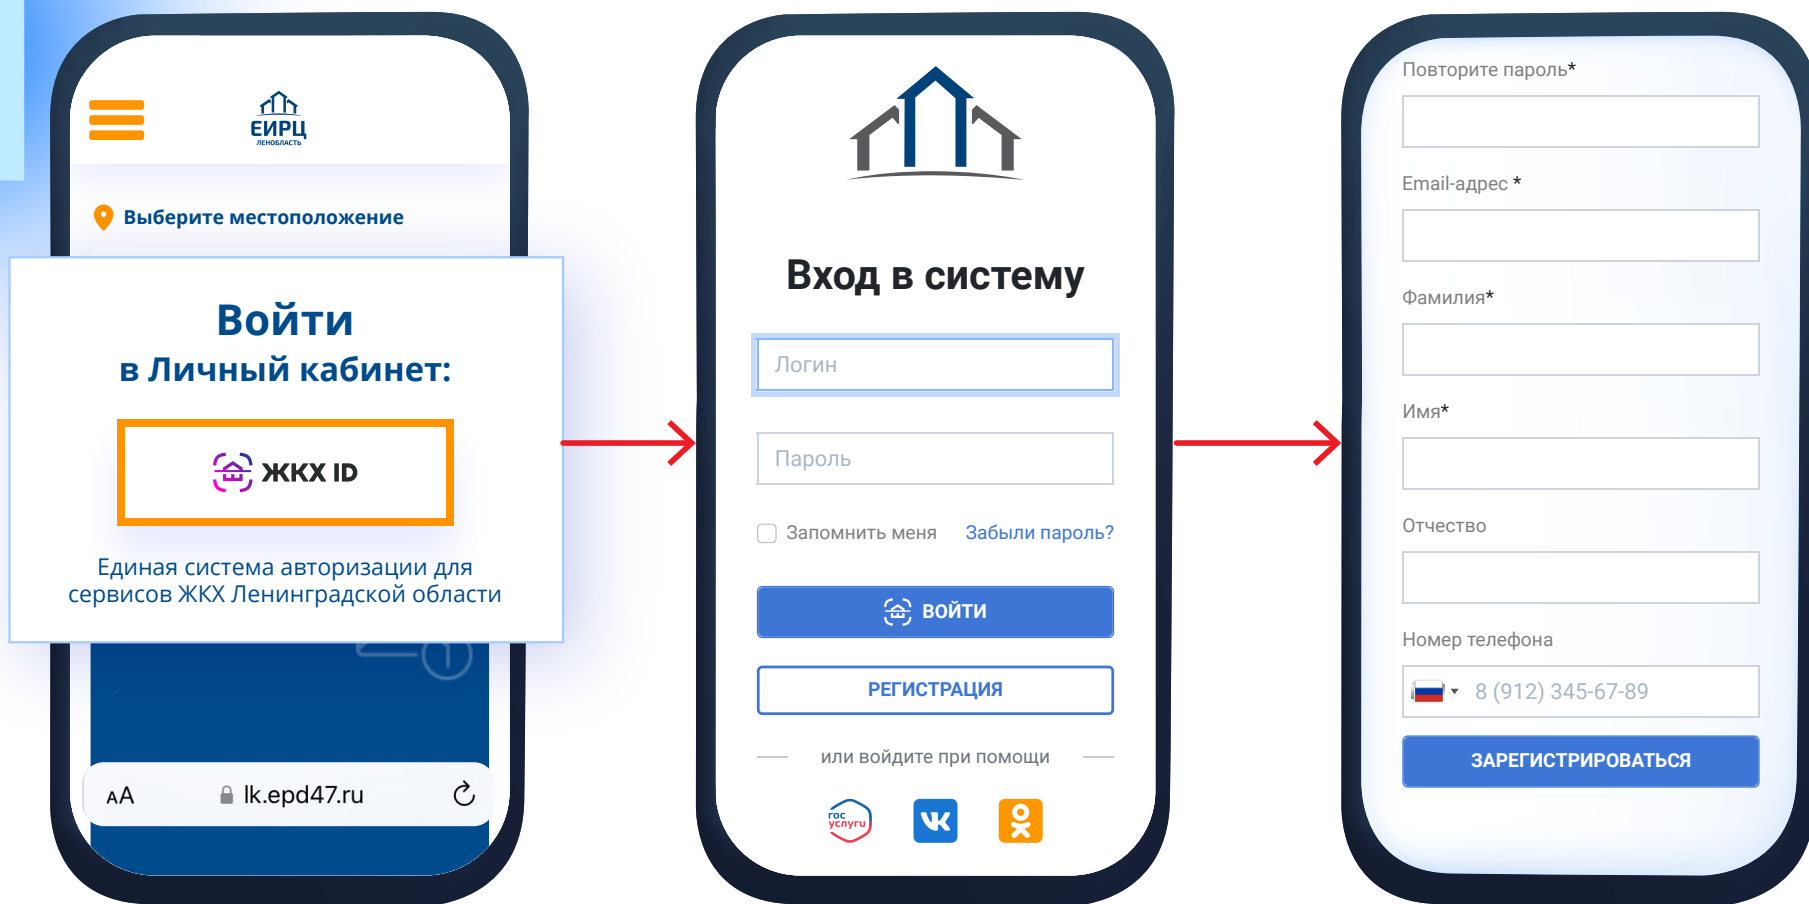 ЕИРЦ
ЛЕНОБЛАСТЬ
Выберите местоположение
Войти
в Личный кабинет:
ЖКХ ID
Единая система авторизации для
сервисов ЖКХ Ленинградской области
1
AA lk.epd47.ru
Вход в систему
Логин
Пароль
Запомнить меня Забыли пароль?
ВОЙТИ
РЕГИСТРАЦИЯ
или войдите при помощи
гос
услуги
Повторите пароль*
Email-адрес *
Фамилия*
Имя*
Отчество
Номер телефона
8 (912) 345-67-89
ЗАРЕГИСТРИРОВАТЬСЯ